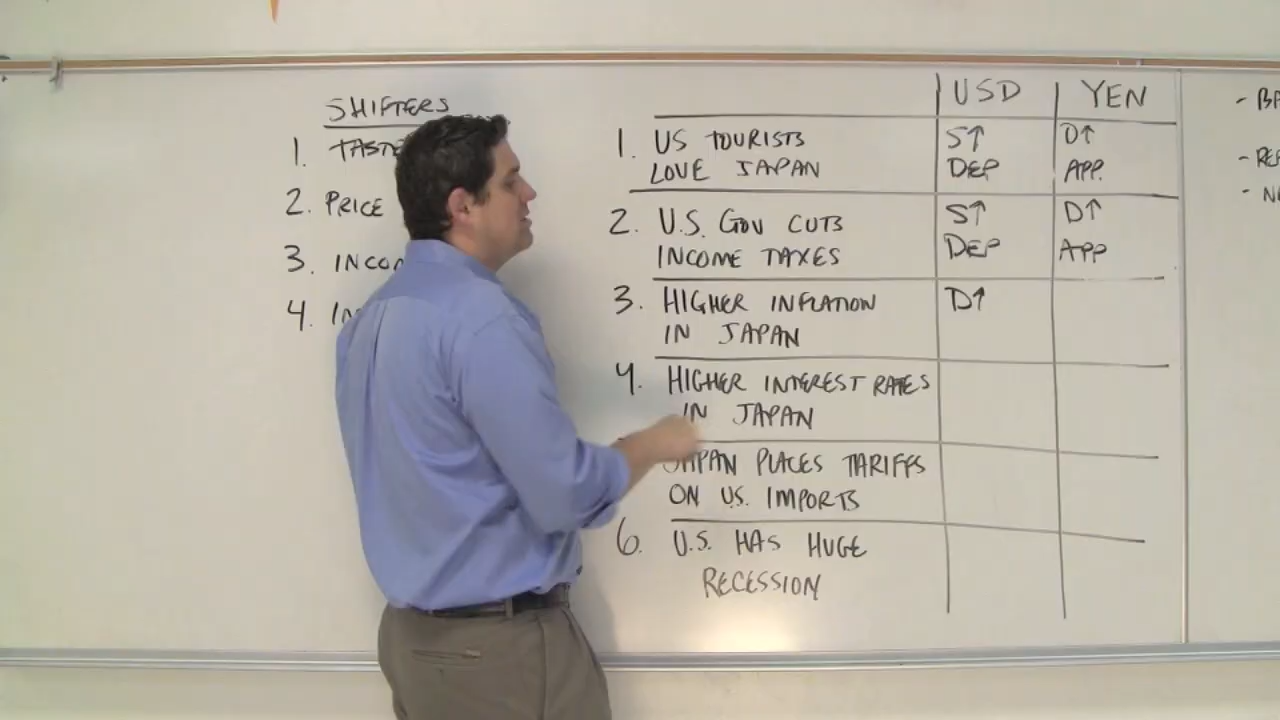 SHIFTERS
1. TASTE
2. PRICE
3. INCO
4. IN
USD YEN
1. US TOURISTS S↑ D↑
LOVE JAPAN DEP APP.
2. U.S. GOV CUTS S↑ D↑
INCOME TAXES DEP APP
3. HIGHER INFLATION D↑
IN JAPAN
4. HIGHER INTEREST RATES
IN JAPAN
JAPAN PLACES TARIFFS
ON U.S. IMPORTS
6. U.S. HAS HUGE
RECESSION